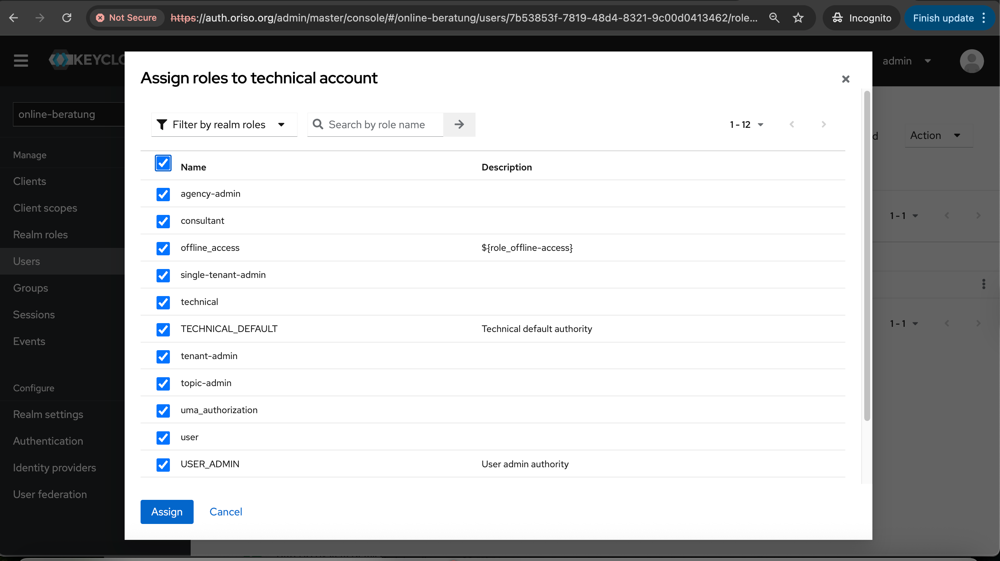 Not Secure
https://auth.oriso.org/admin/master/console/#/online-beratung/users/7b53853f-7819-48d4-8321-9c00d0413462/role...
Incognito
Finish update
KEYCLO
admin
Assign roles to technical account
online-beratung
Filter by realm roles
Search by role name
1 - 12
d
Action
Manage
Name
Description
Clients
agency-admin
Client scopes
consultant
1 - 1
Realm roles
offline_access
${role_offline-access}
Users
single-tenant-admin
Groups
technical
Sessions
TECHNICAL_DEFAULT
Technical default authority
1 - 1
Events
tenant-admin
Configure
topic-admin
Realm settings
uma_authorization
Authentication
user
Identity providers
USER_ADMIN
User admin authority
User federation
Assign
Cancel